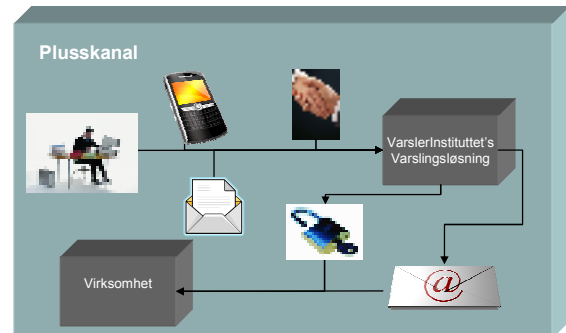 Plusskanal
VarslerInstituttet's
Varslingsløsning
Virksomhet
@